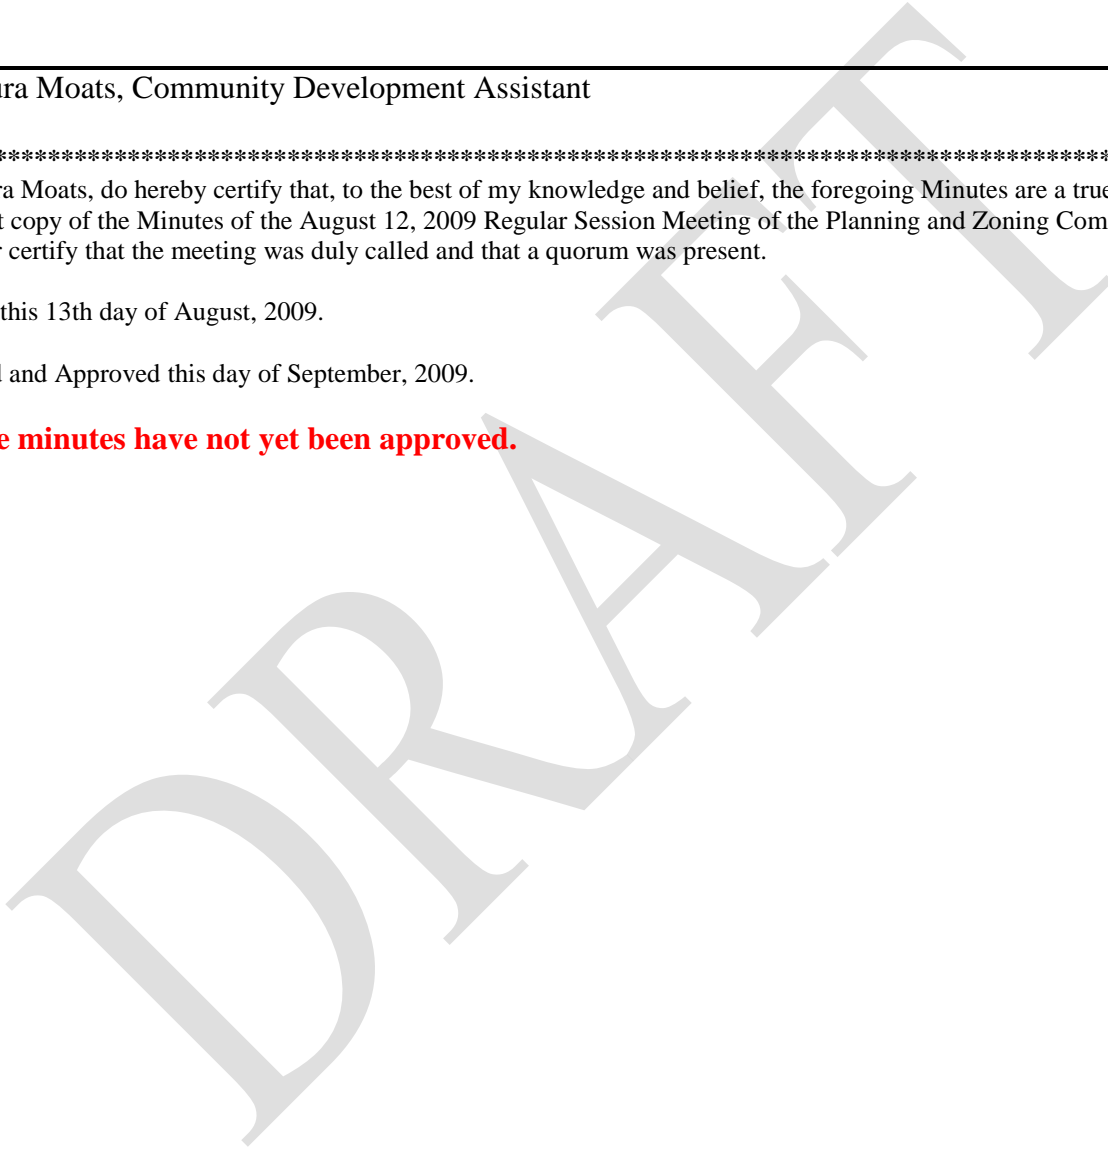 ura Moats, Community Development Assistant
*************************************************************************************
ra Moats, do hereby certify that, to the best of my knowledge and belief, the foregoing Minutes are a true
t copy of the Minutes of the August 12, 2009 Regular Session Meeting of the Planning and Zoning Com
r certify that the meeting was duly called and that a quorum was present.
this 13th day of August, 2009.
d and Approved this day of September, 2009.
e minutes have not yet been approved.
DRAFT